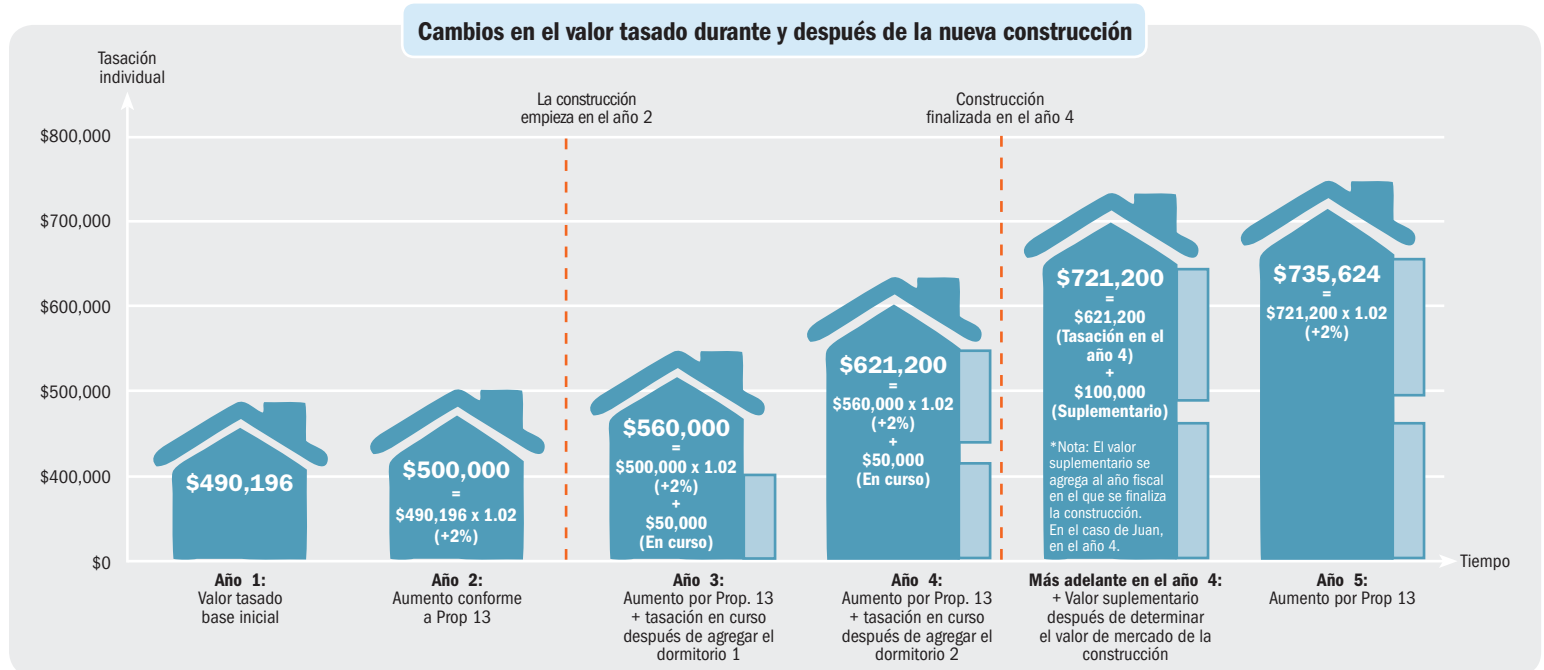 Cambios en el valor tasado durante y después de la nueva construcción
Tasación
individual
La construcción
empieza en el año 2
Construcción
finalizada en el año 4
$800,000
$700,000
$600,000
$500,000
$400,000
$0
$490,196
$500,000
=
$490,196 x 1.02
(+2%)
$560,000
=
$500,000 x 1.02
(+2%)
+
$50,000
(En curso)
$621,200
=
$560,000 x 1.02
(+2%)
+
$50,000
(En curso)
$721,200
=
$621,200
(Tasación en el
año 4)
+
$100,000
(Suplementario)
*Nota: El valor
suplementario se
agrega al año fiscal
en el que se finaliza
la construcción.
En el caso de Juan,
en el año 4.
$735,624
=
$721,200 x 1.02
(+2%)
Tiempo
Año 1:
Valor tasado
base inicial
Año 2:
Aumento conforme
a Prop 13
Año 3:
Aumento por Prop. 13
+ tasación en curso
después de agregar el
dormitorio 1
Año 4:
Aumento por Prop. 13
+ tasación en curso
después de agregar el
dormitorio 2
Más adelante en el año 4:
+ Valor suplementario
después de determinar
el valor de mercado de la
construcción
Año 5:
Aumento por Prop 13